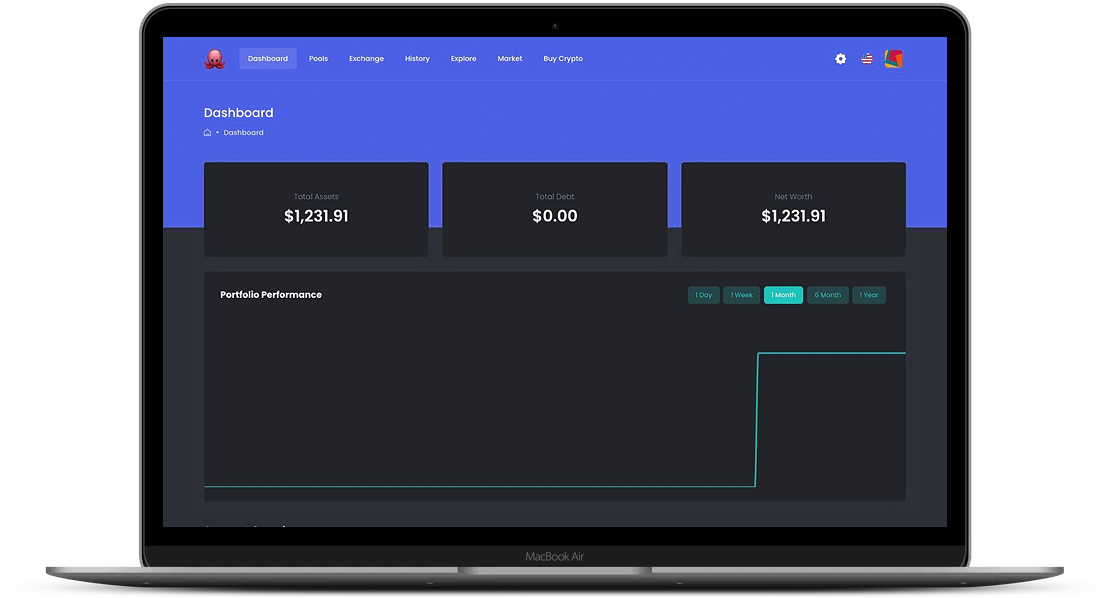 Dashboard Pools Exchange History Explore Market Buy Crypto
Dashboard
• Dashboard
Total Assets
$1,231.91
Total Debt
$0.00
Net Worth
$1,231.91
Portfolio Performance
1 Day 1 Week 1 Month 6 Month 1 Year
MacBook Air